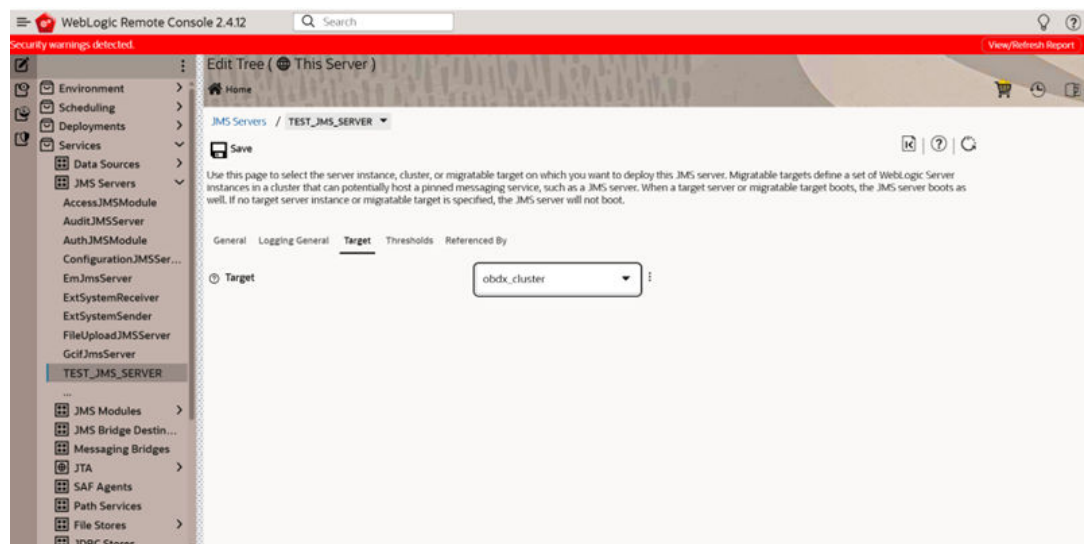 WebLogic Remote Console 2.4.12
Search
Security warnings detected.
View/Refresh Report
Edit Tree ( This Server )
Home
Environment
Scheduling
Deployments
Services
Data Sources
JMS Servers
AccessJMSModule
AuditJMSServer
AuthJMSModule
ConfigurationJMSSer...
EmJmsServer
ExtSystemReceiver
ExtSystemSender
FileUploadJMSServer
GcifJmsServer
TEST_JMS_SERVER
...
JMS Modules
JMS Bridge Destin...
Messaging Bridges
JTA
SAF Agents
Path Services
File Stores
JDBC Stores
JMS Servers / TEST_JMS_SERVER
Save
Use this page to select the server instance, cluster, or migratable target on which you want to deploy this JMS server. Migratable targets define a set of WebLogic Server
instances in a cluster that can potentially host a pinned messaging service, such as a JMS server. When a target server or migratable target boots, the JMS server boots as
well. If no target server instance or migratable target is specified, the JMS server will not boot.
General Logging General Target Thresholds Referenced By
Target
obdx_cluster